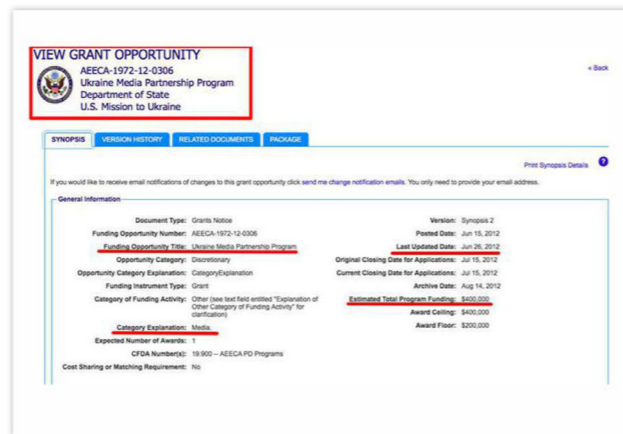 VIEW GRANT OPPORTUNITY
AEECA-1972-12-0306
Ukraine Media Partnership Program
Department of State
U.S. Mission to Ukraine
« Back
SYNOPSIS VERSION HISTORY RELATED DOCUMENTS PACKAGE
Print Synopsis Details ?
If you would like to receive email notifications of changes to this grant opportunity click send me change notification emails. You only need to provide your email address.
General Information
Document Type: Grants Notice
Funding Opportunity Number: AEECA-1972-12-0306
Funding Opportunity Title: Ukraine Media Partnership Program
Opportunity Category: Discretionary
Opportunity Category Explanation: CategoryExplanation
Funding Instrument Type: Grant
Category of Funding Activity: Other (see text field entitled "Explanation of
Other Category of Funding Activity" for
clarification)
Category Explanation: Media.
Expected Number of Awards: 1
CFDA Number(s): 19.900 -- AEECA PD Programs
Cost Sharing or Matching Requirement: No
Version: Synopsis 2
Posted Date: Jun 15, 2012
Last Updated Date: Jun 26, 2012
Original Closing Date for Applications: Jul 15, 2012
Current Closing Date for Applications: Jul 15, 2012
Archive Date: Aug 14, 2012
Estimated Total Program Funding: $400,000
Award Ceiling: $400,000
Award Floor: $200,000